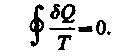 ∮ δQ/T = 0.